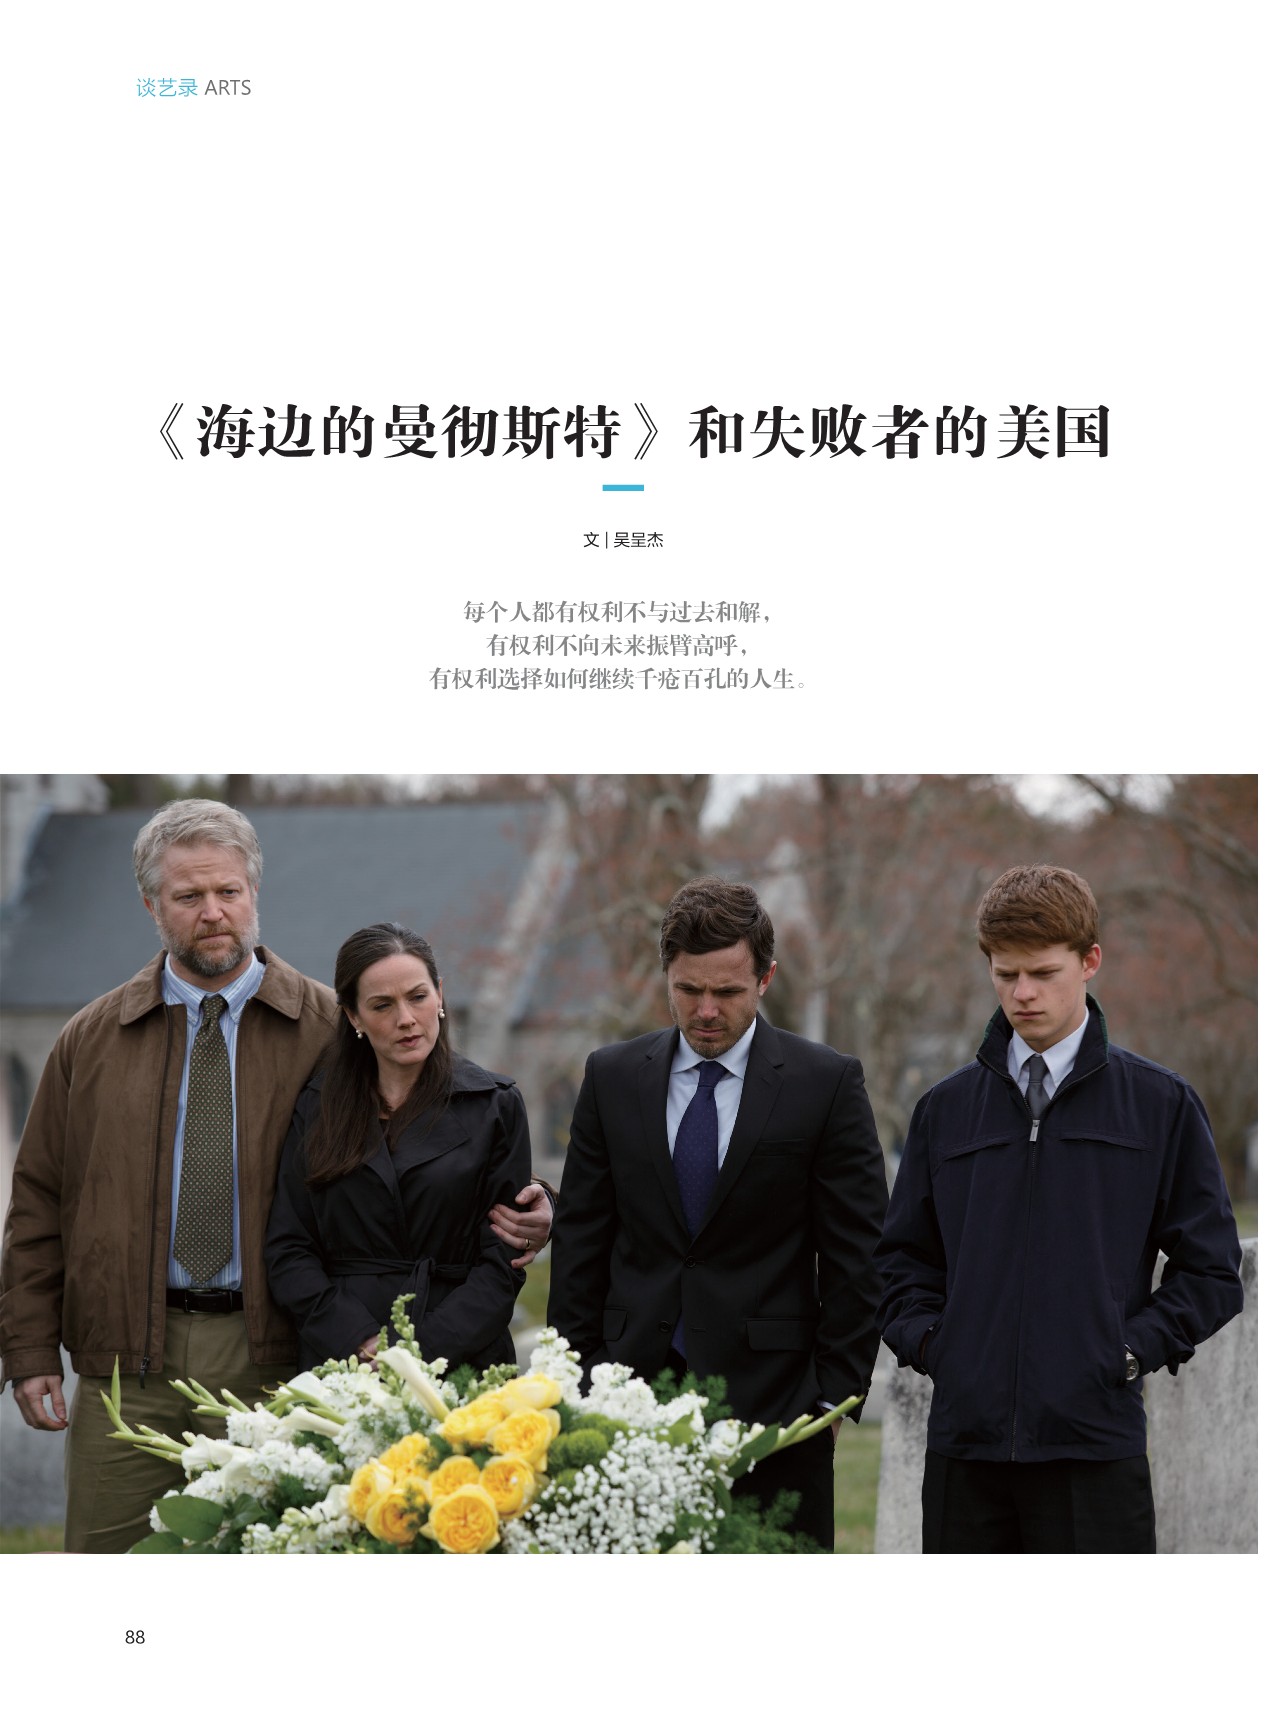 谈艺录 ARTS
《海边的曼彻斯特》和失败者的美国
文 | 吴呈杰
每个人都有权利不与过去和解，
有权利不向未来振臂高呼，
有权利选择如何继续千疮百孔的人生。
88